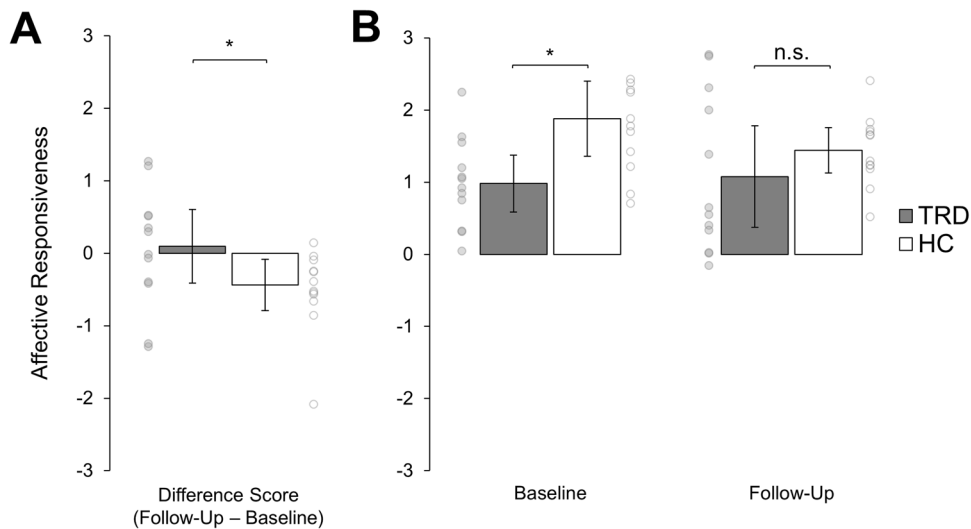 A
B
Affective Responsiveness
3
2
1
0
-1
-2
-3
*
Difference Score
(Follow-Up – Baseline)
3
2
1
0
-1
-2
-3
*
n.s.
Baseline
Follow-Up
TRD
HC